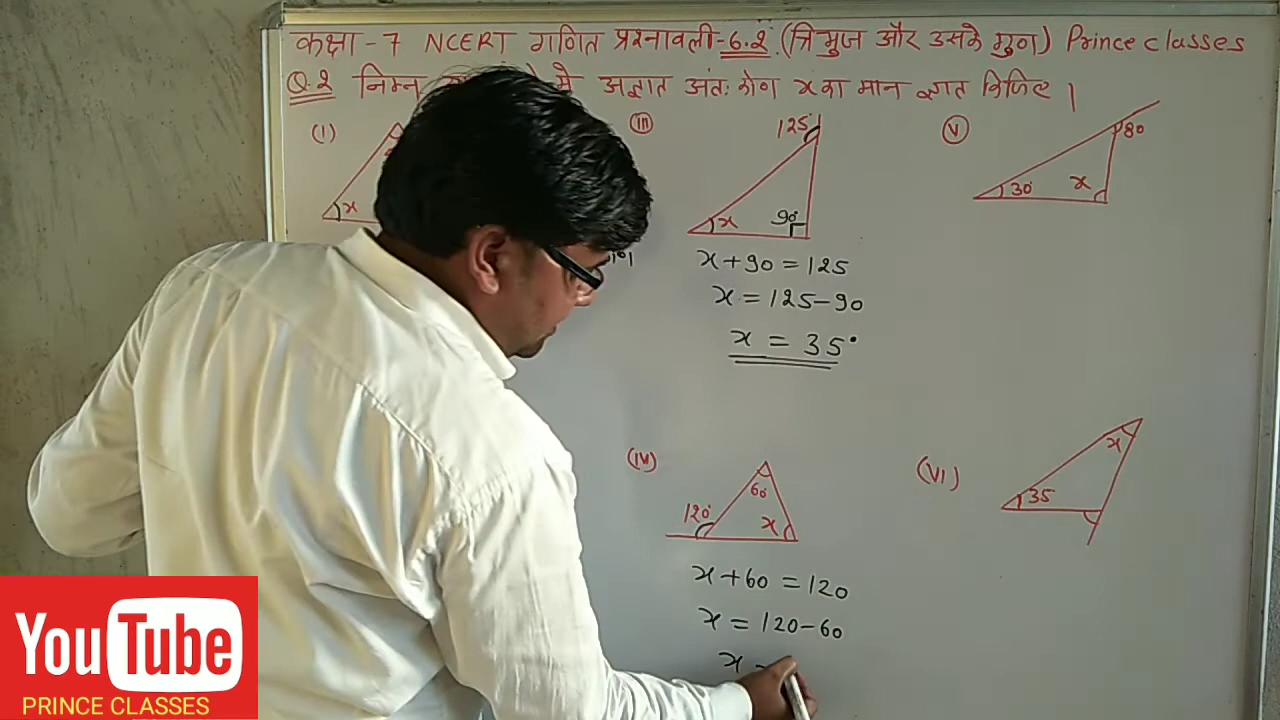 कक्षा - 7 NCERT गणित प्रश्नावली-6.2 (त्रिभुज और उसके गुण) Prince classes
Q.2 निम्न में अज्ञात अंतः कोण x का मान ज्ञात किजिए ।
(I)
x
(III)
125°
x
90°
x + 90 = 125
x = 125 - 90
x = 35°
(V)
80
30°
x
(IV)
120°
60
x
x + 60 = 120
x = 120 - 60
x
(VI)
x
35
YouTube
PRINCE CLASSES